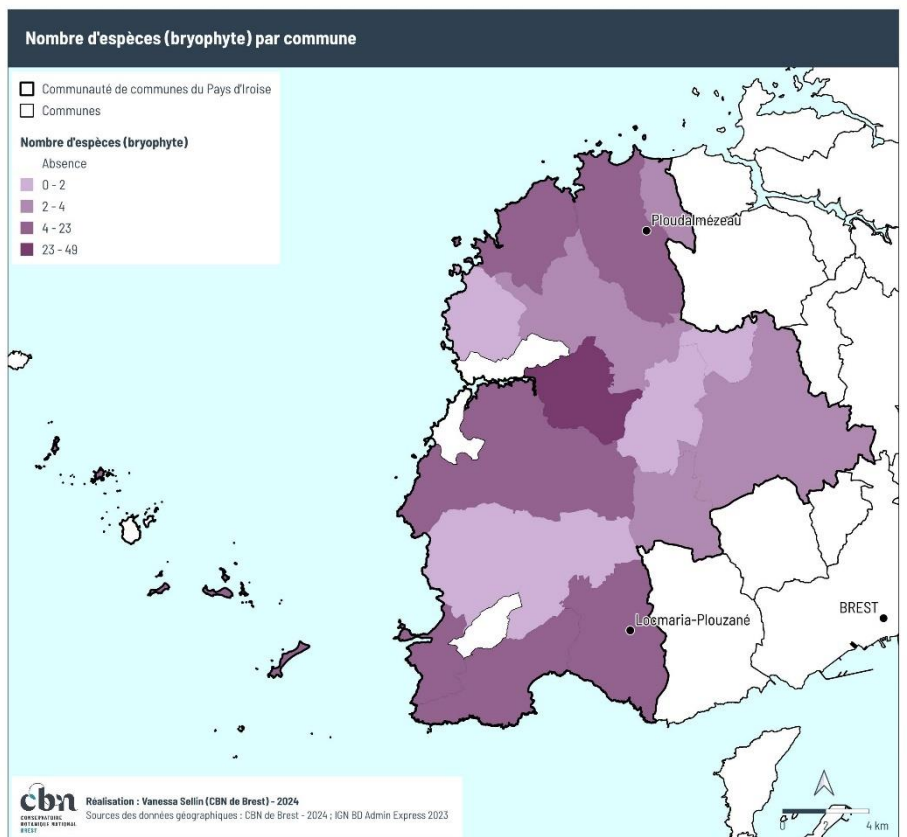 Nombre d'espèces (bryophyte) par commune
Communauté de communes du Pays d'Iroise
Communes
Nombre d'espèces (bryophyte)
Absence
0 - 2
2 - 4
4 - 23
23 - 49
Ploudalmézeau
BREST
Locmaria-Plouzané
cbn
CONSERVATOIRE
BOTANIQUE NATIONAL
BREST
Réalisation : Vanessa Sellin (CBN de Brest) - 2024
Sources des données géographiques : CBN de Brest - 2024 ; IGN BD Admin Express 2023
0 2 4 km